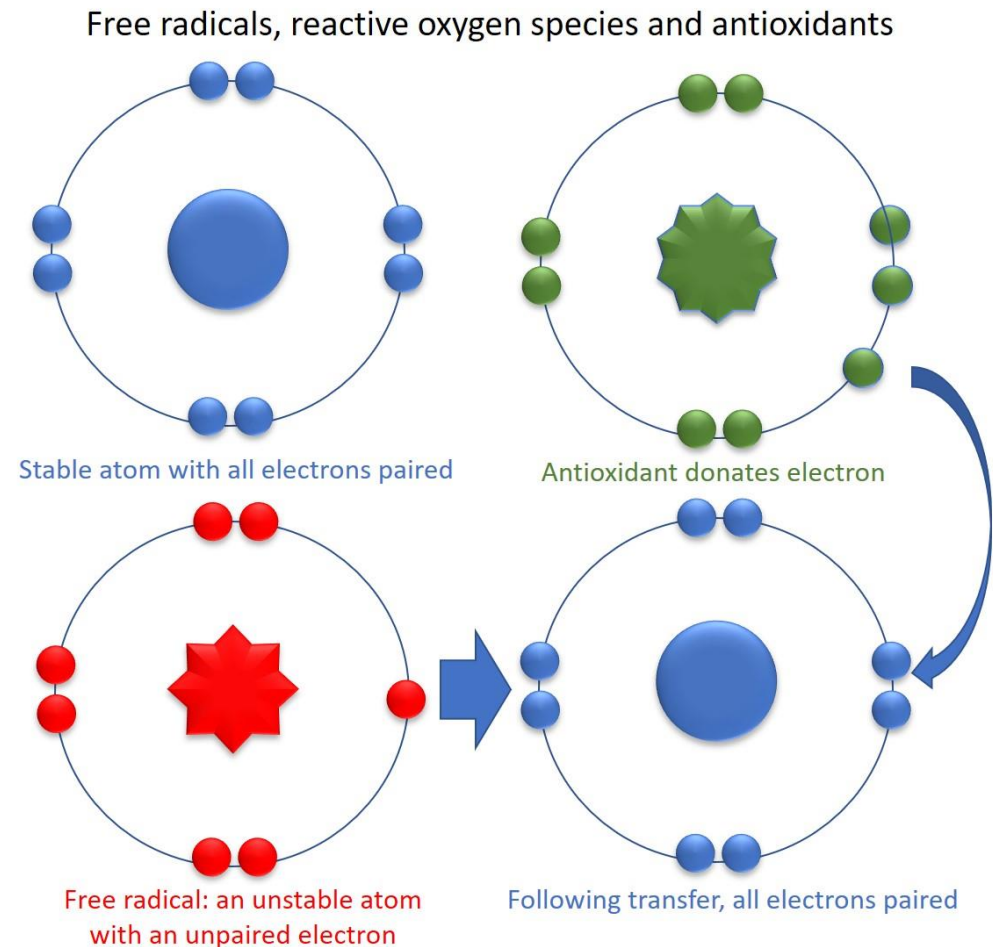 Free radicals, reactive oxygen species and antioxidants
Stable atom with all electrons paired
Antioxidant donates electron
Free radical: an unstable atom
with an unpaired electron
Following transfer, all electrons paired